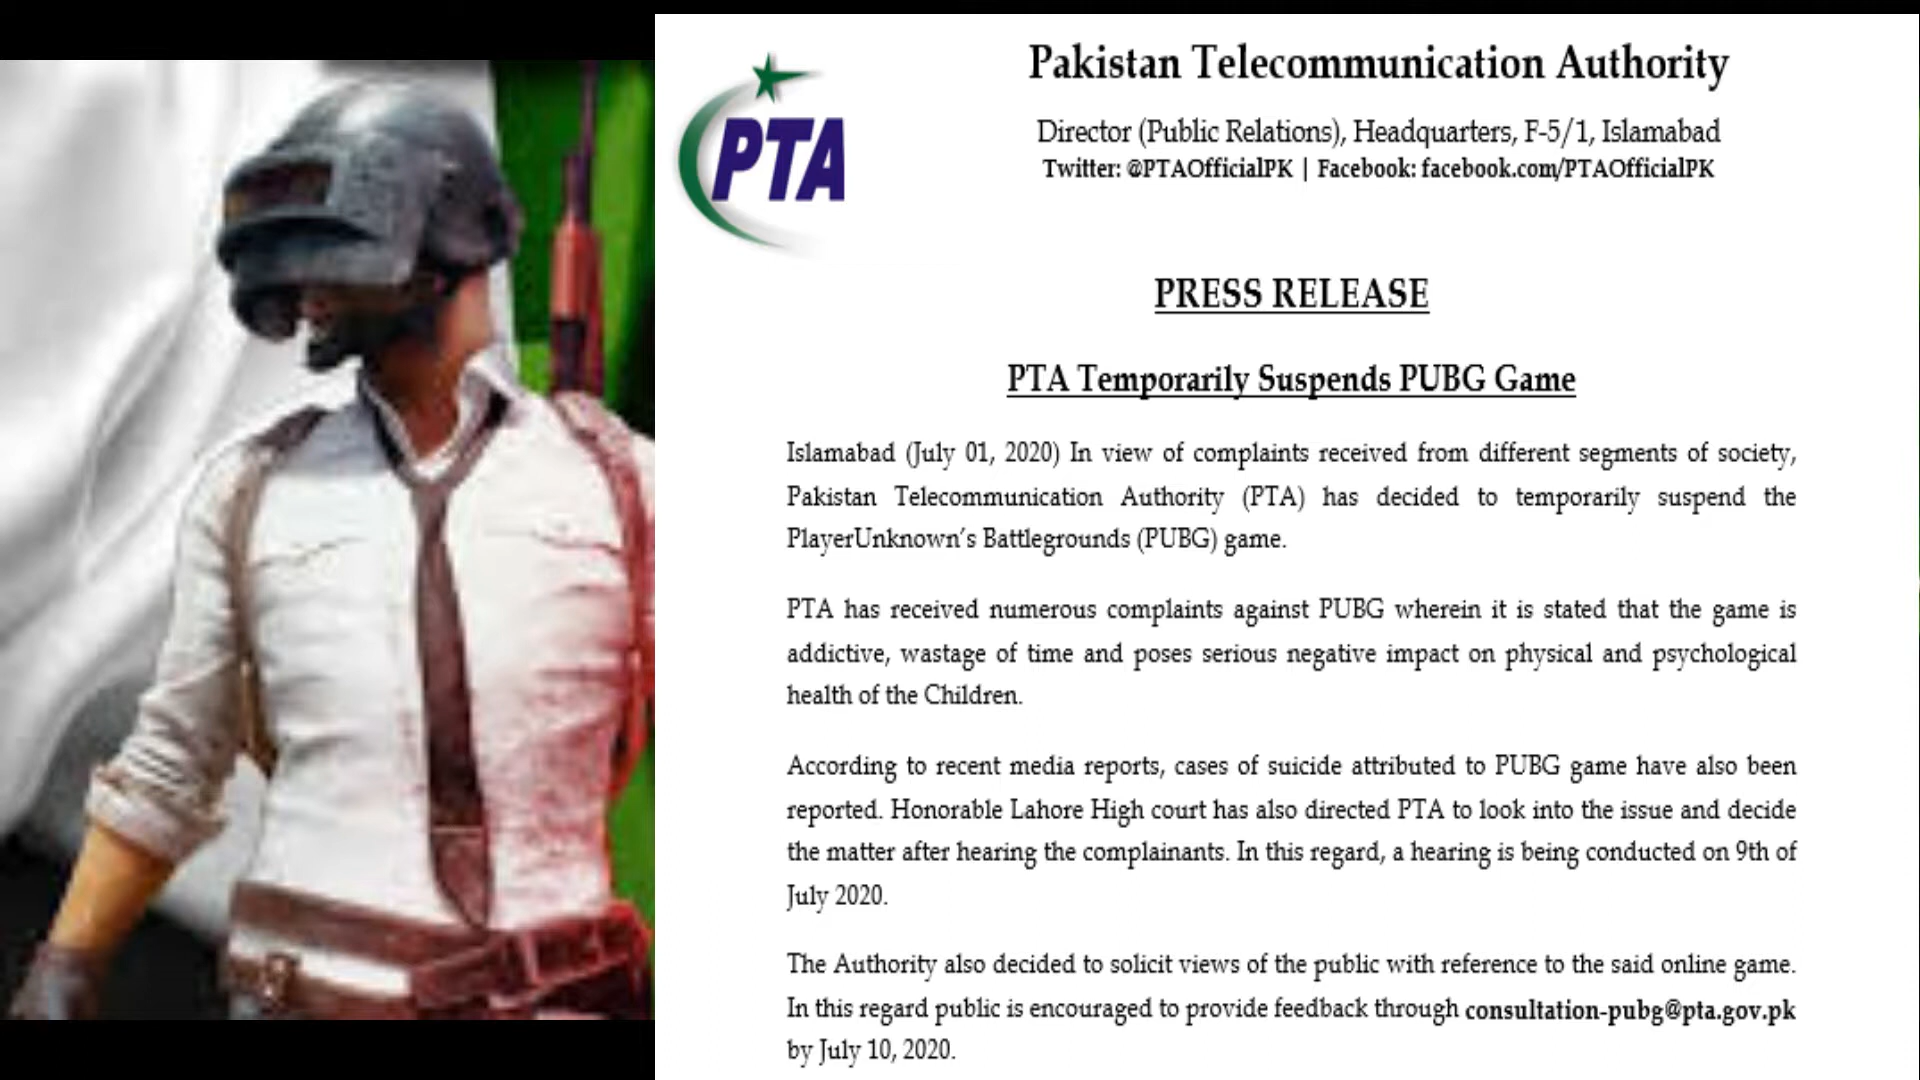 PTA
Pakistan Telecommunication Authority
Director (Public Relations), Headquarters, F-5/1, Islamabad
Twitter: @PTAOfficialPK | Facebook: facebook.com/PTAOfficialPK
PRESS RELEASE
PTA Temporarily Suspends PUBG Game
Islamabad (July 01, 2020) In view of complaints received from different segments of society,
Pakistan Telecommunication Authority (PTA) has decided to temporarily suspend the
PlayerUnknown's Battlegrounds (PUBG) game.
PTA has received numerous complaints against PUBG wherein it is stated that the game is
addictive, wastage of time and poses serious negative impact on physical and psychological
health of the Children.
According to recent media reports, cases of suicide attributed to PUBG game have also been
reported. Honorable Lahore High court has also directed PTA to look into the issue and decide
the matter after hearing the complainants. In this regard, a hearing is being conducted on 9th of
July 2020.
The Authority also decided to solicit views of the public with reference to the said online game.
In this regard public is encouraged to provide feedback through consultation-pubg@pta.gov.pk
by July 10, 2020.